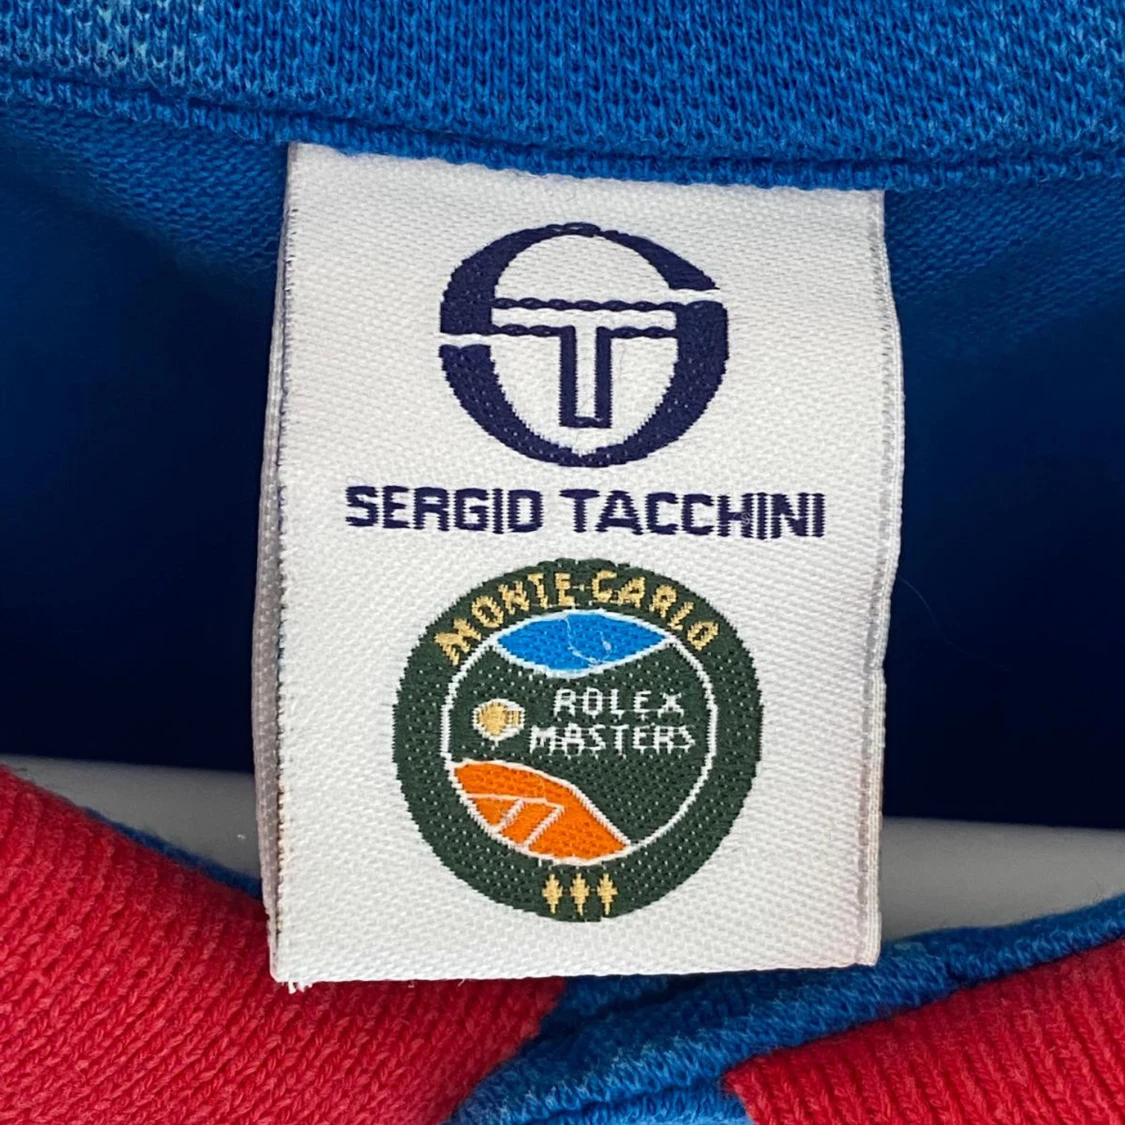 T
SERGIO TACCHINI
MONTE-CARLO
ROLEX
MASTERS